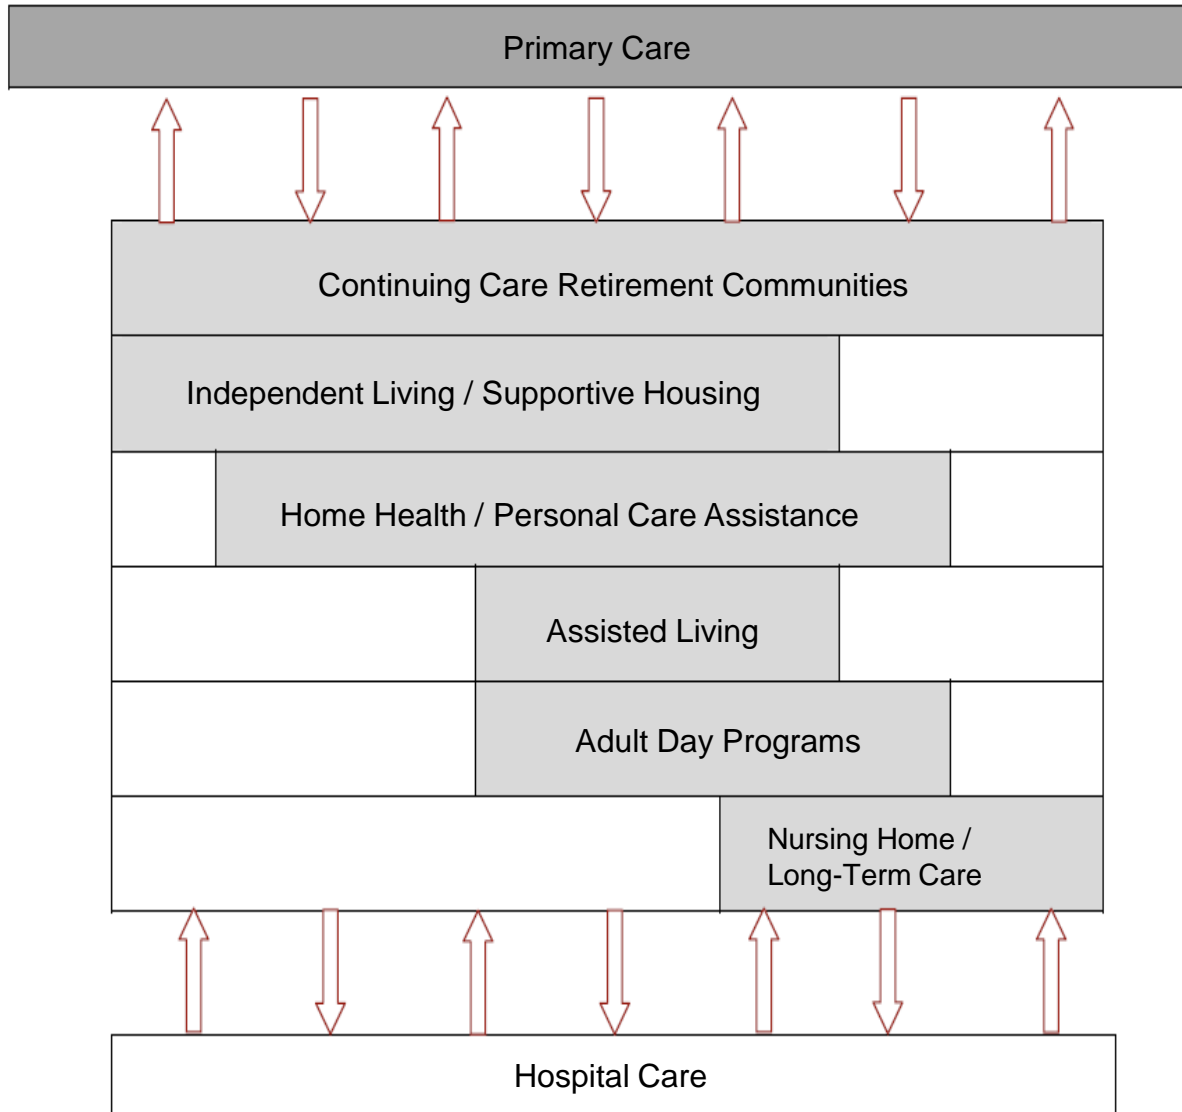 Primary Care
Continuing Care Retirement Communities
Independent Living / Supportive Housing
Home Health / Personal Care Assistance
Assisted Living
Adult Day Programs
Nursing Home /
Long-Term Care
Hospital Care